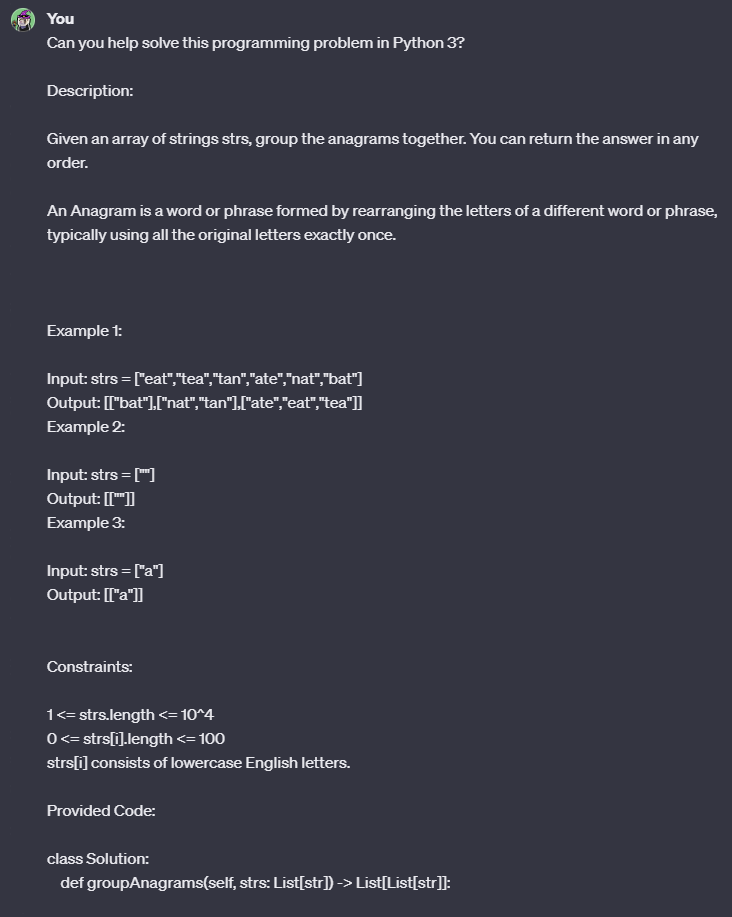 You
Can you help solve this programming problem in Python 3?
Description:
Given an array of strings strs, group the anagrams together. You can return the answer in any
order.
An Anagram is a word or phrase formed by rearranging the letters of a different word or phrase,
typically using all the original letters exactly once.
Example 1:
Input: strs = ["eat","tea","tan","ate","nat","bat"]
Output: [["bat"],["nat","tan"],["ate","eat","tea"]]
Example 2:
Input: strs = [""]
Output: [[""]]
Example 3:
Input: strs = ["a"]
Output: [["a"]]
Constraints:
1 <= strs.length <= 10^4
0 <= strs[i].length <= 100
strs[i] consists of lowercase English letters.
Provided Code:
class Solution:
def groupAnagrams(self, strs: List[str]) -> List[List[str]]: